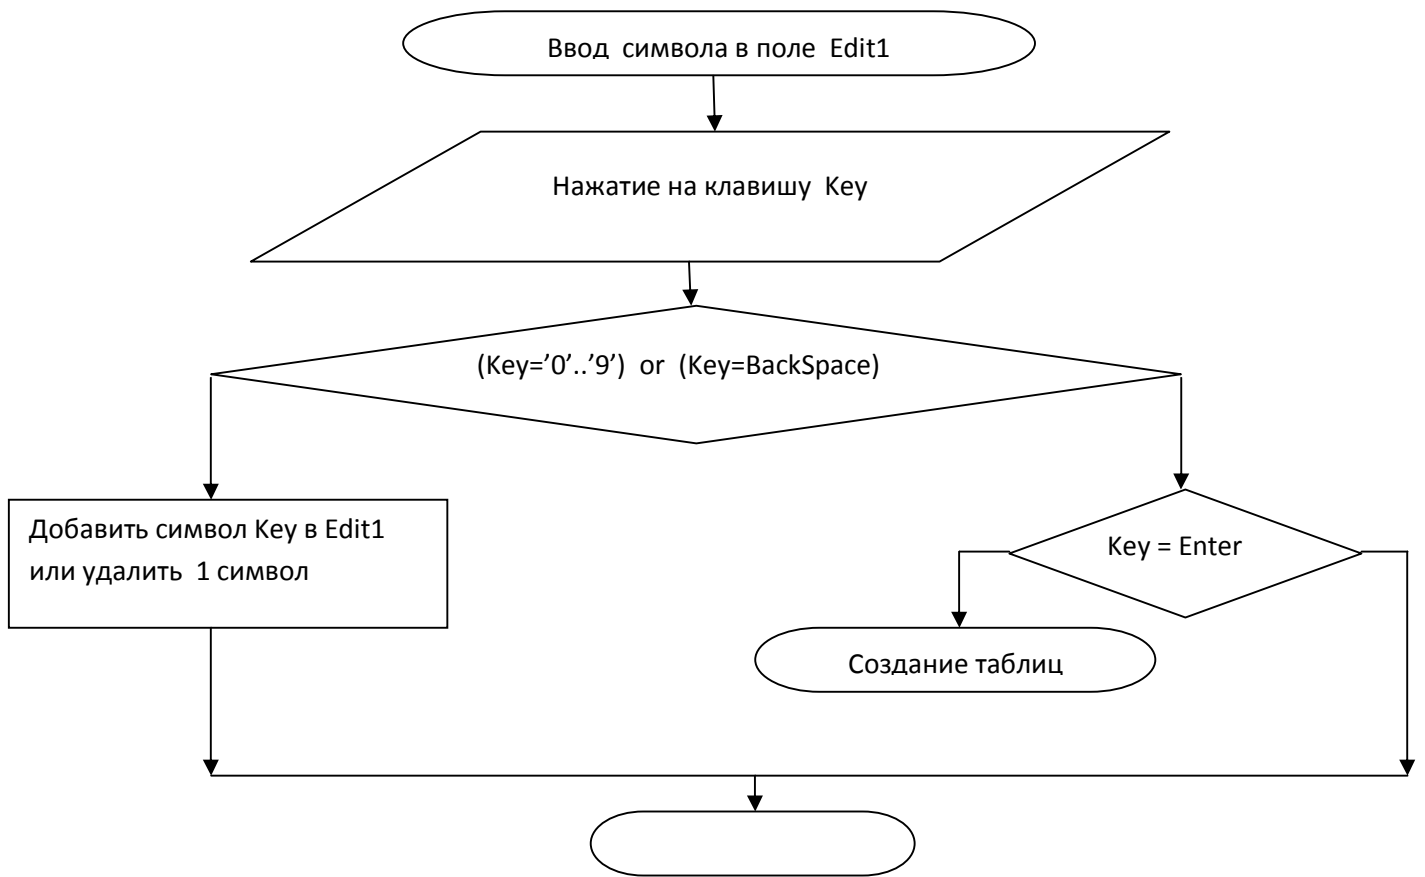 Ввод символа в поле Edit1
Нажатие на клавишу Key
(Key=’0’..’9’) or (Key=BackSpace)
Добавить символ Key в Edit1
или удалить 1 символ
Key = Enter
Создание таблиц